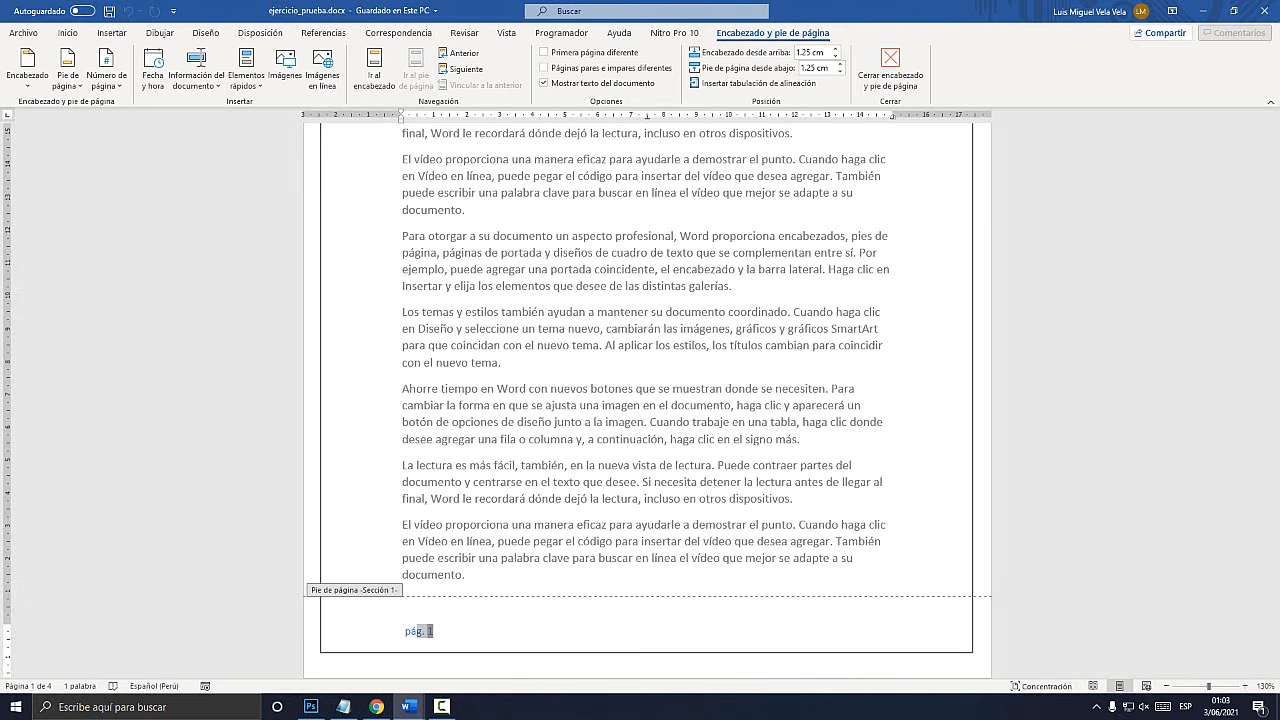 Autoguardado
ejercicio_prueba.docx - Guardado en Este PC
Buscar
Luis Miguel Vela Vela
LM
Archivo Inicio Insertar Dibujar Diseño Disposición Referencias Correspondencia Revisar Vista Programador Ayuda Nitro Pro 10 Encabezado y pie de página
Compartir
Comentarios
Encabezado
Pie de página
Número de página
Encabezado y pie de página
Fecha y hora
Información del documento
Elementos rápidos
Imágenes
Imágenes en línea
Insertar
Ir al encabezado
Ir al pie de página
Anterior
Siguiente
Vincular a la anterior
Navegación
Primera página diferente
Páginas pares e impares diferentes
Mostrar texto del documento
Opciones
Encabezado desde arriba: 1.25 cm
Pie de página desde abajo: 1.25 cm
Insertar tabulación de alineación
Posición
Cerrar encabezado y pie de página
Cerrar
final, Word le recordará dónde dejó la lectura, incluso en otros dispositivos.
El vídeo proporciona una manera eficaz para ayudarle a demostrar el punto. Cuando haga clic
en Vídeo en línea, puede pegar el código para insertar del vídeo que desea agregar. También
puede escribir una palabra clave para buscar en línea el vídeo que mejor se adapte a su
documento.
Para otorgar a su documento un aspecto profesional, Word proporciona encabezados, pies de
página, páginas de portada y diseños de cuadro de texto que se complementan entre sí. Por
ejemplo, puede agregar una portada coincidente, el encabezado y la barra lateral. Haga clic en
Insertar y elija los elementos que desee de las distintas galerías.
Los temas y estilos también ayudan a mantener su documento coordinado. Cuando haga clic
en Diseño y seleccione un tema nuevo, cambiarán las imágenes, gráficos y gráficos SmartArt
para que coincidan con el nuevo tema. Al aplicar los estilos, los títulos cambian para coincidir
con el nuevo tema.
Ahorre tiempo en Word con nuevos botones que se muestran donde se necesiten. Para
cambiar la forma en que se ajusta una imagen en el documento, haga clic y aparecerá un
botón de opciones de diseño junto a la imagen. Cuando trabaje en una tabla, haga clic donde
desee agregar una fila o columna y, a continuación, haga clic en el signo más.
La lectura es más fácil, también, en la nueva vista de lectura. Puede contraer partes del
documento y centrarse en el texto que desee. Si necesita detener la lectura antes de llegar al
final, Word le recordará dónde dejó la lectura, incluso en otros dispositivos.
El vídeo proporciona una manera eficaz para ayudarle a demostrar el punto. Cuando haga clic
en Vídeo en línea, puede pegar el código para insertar del vídeo que desea agregar. También
puede escribir una palabra clave para buscar en línea el vídeo que mejor se adapte a su
documento.
Pie de página -Sección 1-
pág. 1
Página 1 de 4 1 palabra Español (Perú)
Concentración
130%
Escribe aquí para buscar
ESP
01:03
3/06/2021